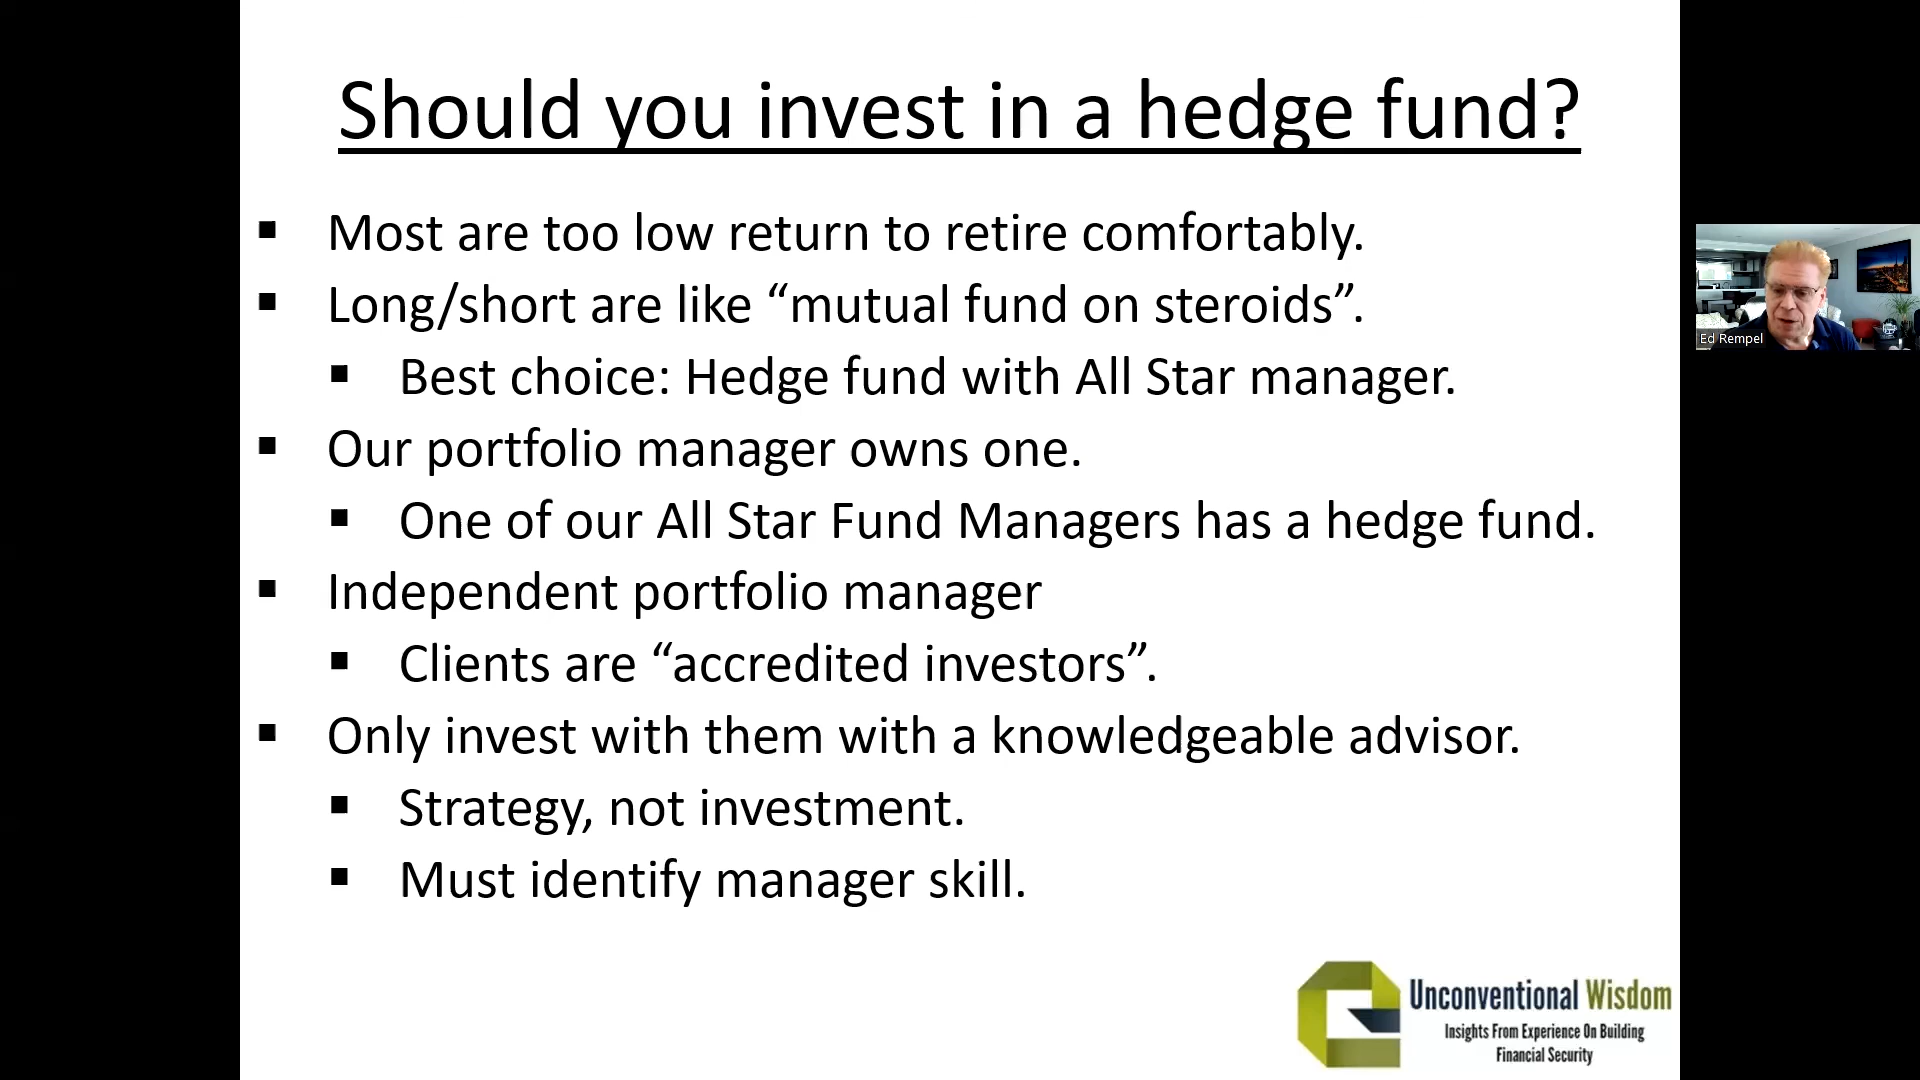 Should you invest in a hedge fund?
▪ Most are too low return to retire comfortably.
▪ Long/short are like “mutual fund on steroids”.
▪ Best choice: Hedge fund with All Star manager.
▪ Our portfolio manager owns one.
▪ One of our All Star Fund Managers has a hedge fund.
▪ Independent portfolio manager
▪ Clients are “accredited investors”.
▪ Only invest with them with a knowledgeable advisor.
▪ Strategy, not investment.
▪ Must identify manager skill.
Ed Rempel
Unconventional Wisdom
Insights From Experience On Building
Financial Security